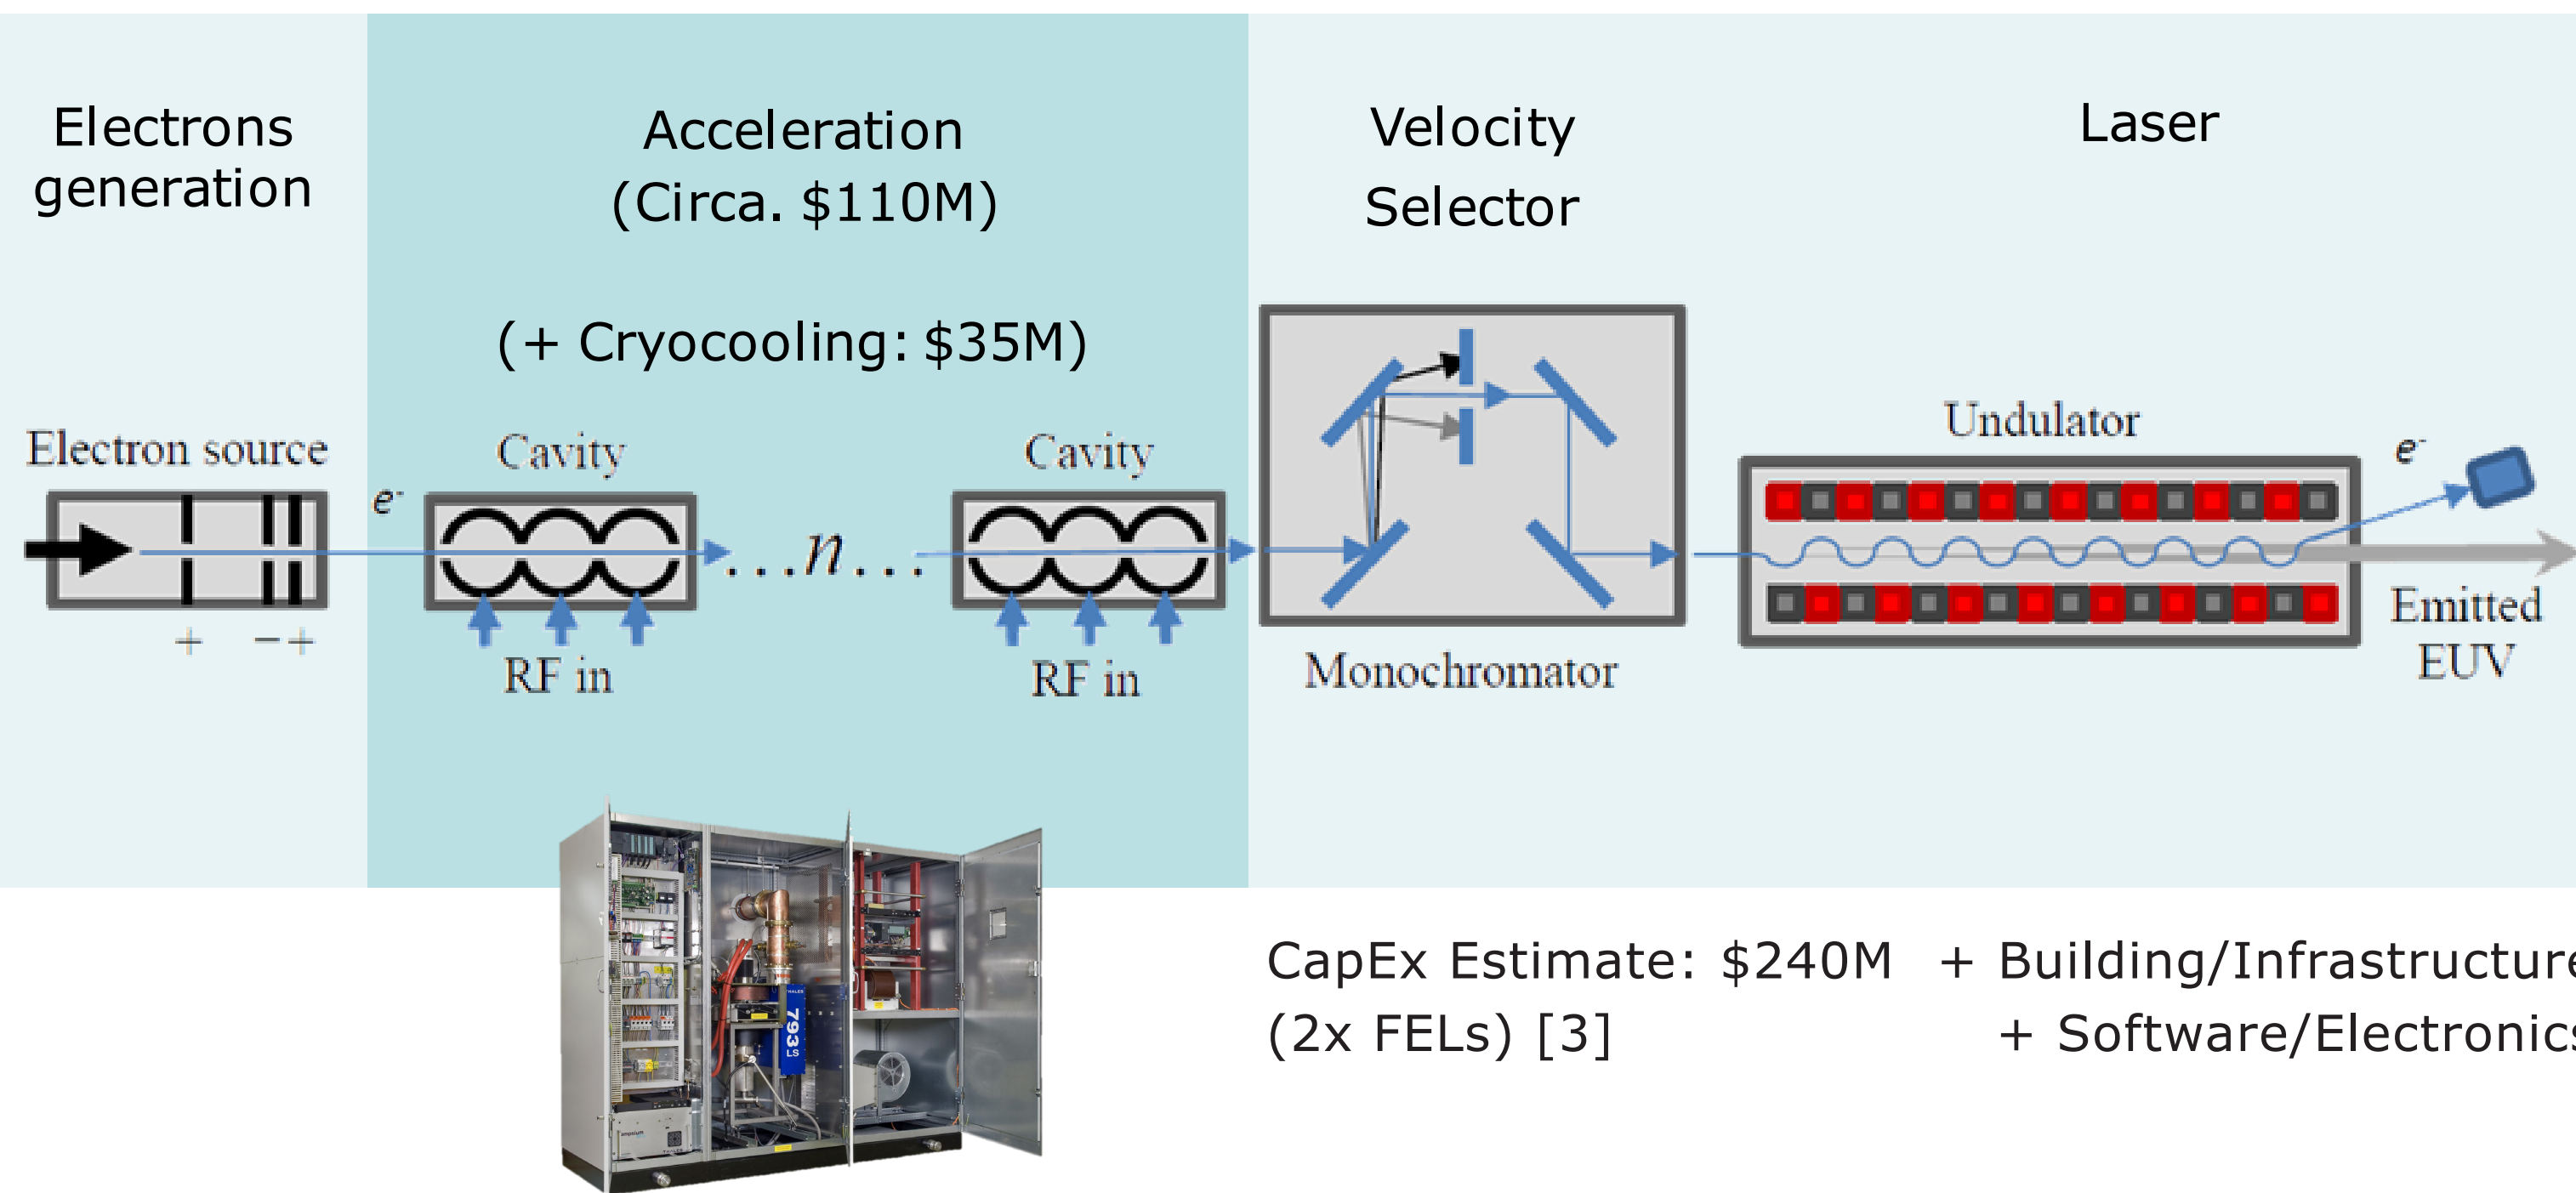 Electrons
generation
Acceleration
(Circa. $110M)
(+ Cryocooling: $35M)
Velocity
Selector
Laser
Electron source
+ − +
e-
Cavity
RF in
...n...
Cavity
RF in
Monochromator
Undulator
e-
Emitted
EUV
THALES
793
LS
CapEx Estimate: $240M + Building/Infrastructure
(2x FELs) [3] + Software/Electronics